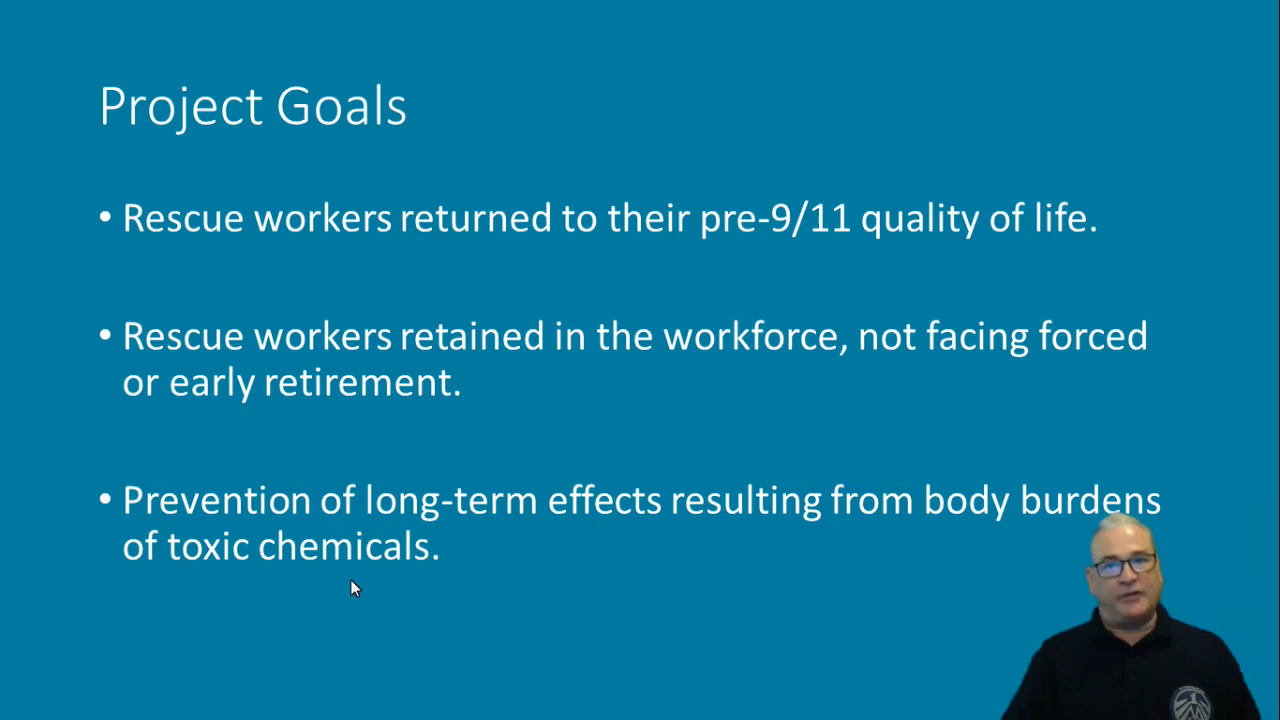 Project Goals
• Rescue workers returned to their pre-9/11 quality of life.
• Rescue workers retained in the workforce, not facing forced
or early retirement.
• Prevention of long-term effects resulting from body burdens
of toxic chemicals.